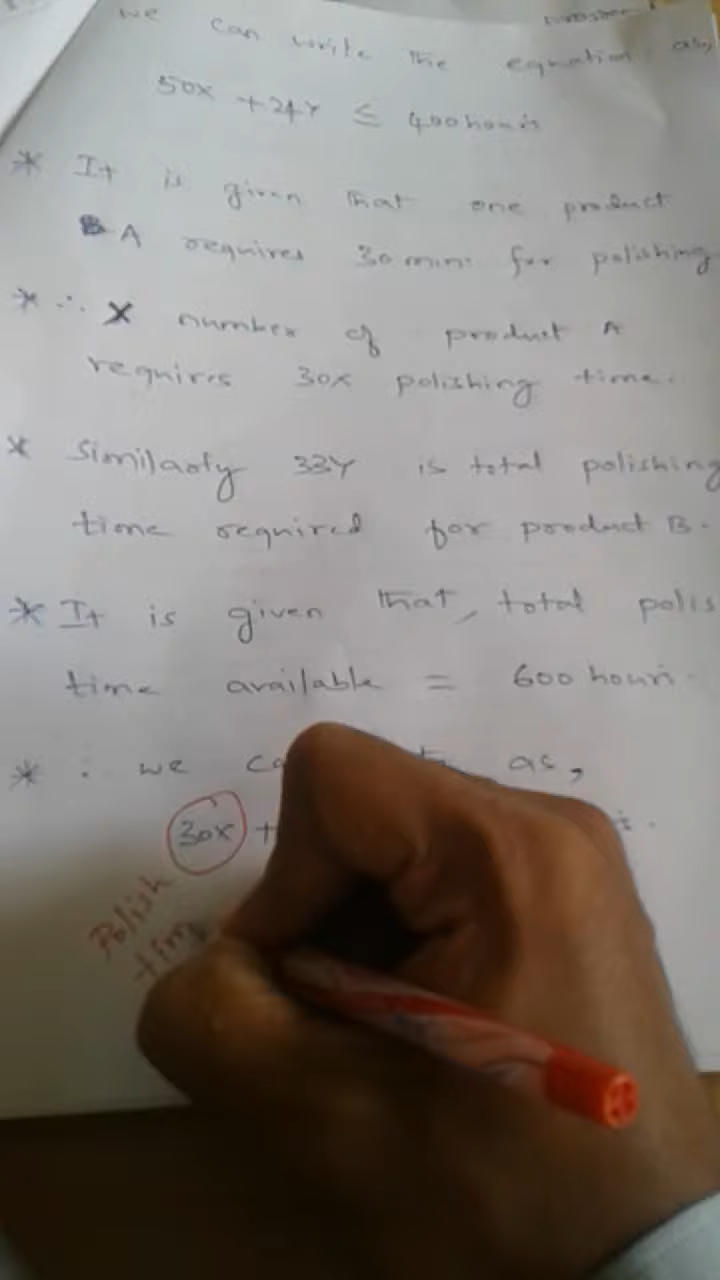 we can write the equation as,
50x + 24Y ≤ 400 hours
* It is given that one product
A requires 30 min. for polishing
* ∴ X number of product A
requires 30x polishing time.
* Similarly 33Y is total polishing
time required for product B.
* It is given that, total polis
time available = 600 hours.
* ∴ we as,
30x +
Polish
time